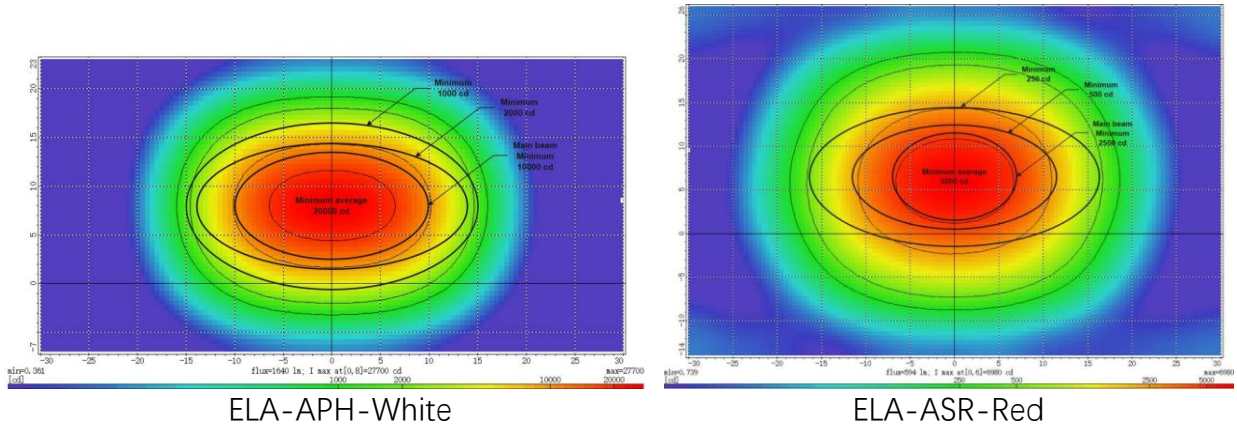 23
20
15
10
5
0
-7
-30
-25
-20
-15
-10
-5
0
5
10
15
20
25
30
Minimum
1000 cd
Minimum
2000 cd
Main beam
Minimum
10000 cd
Minimum average
20000 cd
min=0.361
flux=1640 lm; I max at[0,8]=27700 cd
max=27700
[cd]
1000
2000
10000
20000
ELA-APH-White
26
25
20
15
10
5
0
-5
-10
-14
-30
-25
-20
-15
-10
-5
0
5
10
15
20
25
30
Minimum
250 cd
Minimum
500 cd
Main beam
Minimum
2500 cd
Minimum average
5000 cd
min=0.739
flux=594 lm; I max at[0,6]=6980 cd
max=6980
[cd]
250
500
2500
5000
ELA-ASR-Red